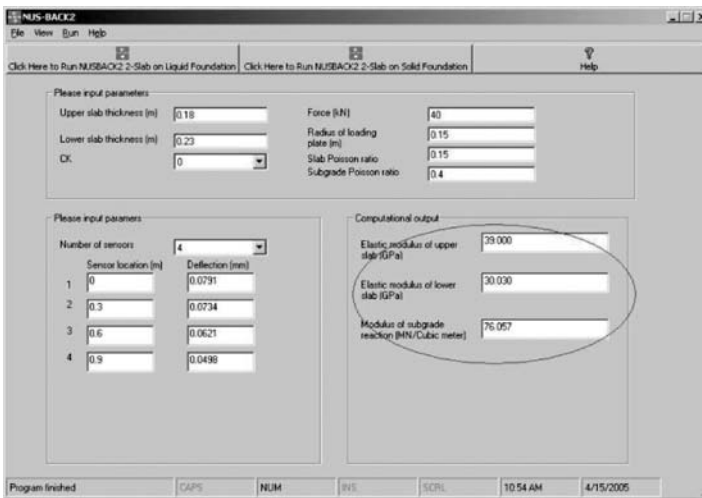 NUS-BACK2
File View Run Help
Click Here to Run NUSBACK2 2-Slab on Liquid Foundation Click Here to Run NUSBACK2 2-Slab on Solid Foundation Help
Please input parameters
Upper slab thickness (m) 0.18 Force (kN) 40
Lower slab thickness (m) 0.23 Radius of loading plate (m) 0.15
CK 0 Slab Poisson ratio 0.15
Subgrade Poisson ratio 0.4
Please input paramers
Number of sensors 4
Sensor location (m) Deflection (mm)
1 0 0.0791
2 0.3 0.0734
3 0.6 0.0621
4 0.9 0.0498
Computational output
Elastic modulus of upper slab (GPa) 39.000
Elastic modulus of lower slab (GPa) 30.030
Modulus of subgrade reaction (MN/Cubic meter) 76.057
Program finished CAPS NUM INS SCRL 10:54 AM 4/15/2005